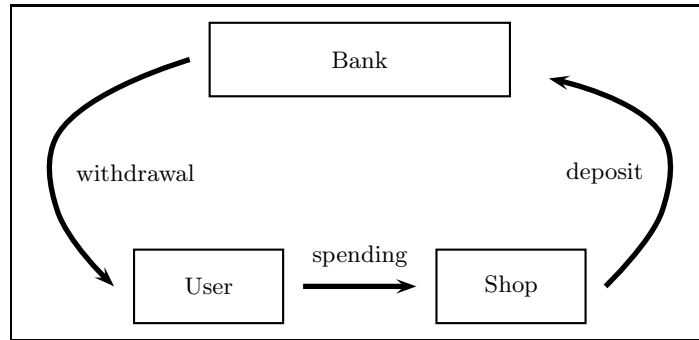 Bank
withdrawal
deposit
spending
User
Shop